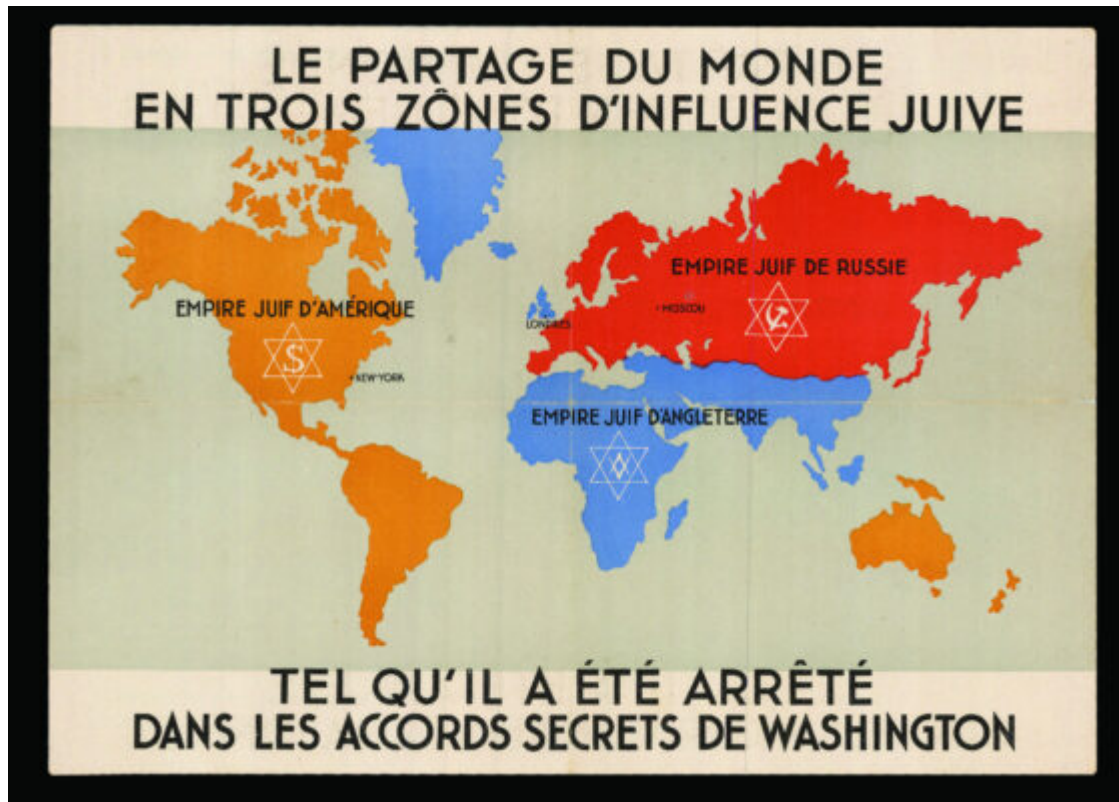 LE PARTAGE DU MONDE
EN TROIS ZÔNES D'INFLUENCE JUIVE
EMPIRE JUIF DE RUSSIE
EMPIRE JUIF D'AMÉRIQUE
• MOSCOU
LONDRES
$
• NEW-YORK
EMPIRE JUIF D'ANGLETERRE
TEL QU'IL A ÉTÉ ARRÊTÉ
DANS LES ACCORDS SECRETS DE WASHINGTON